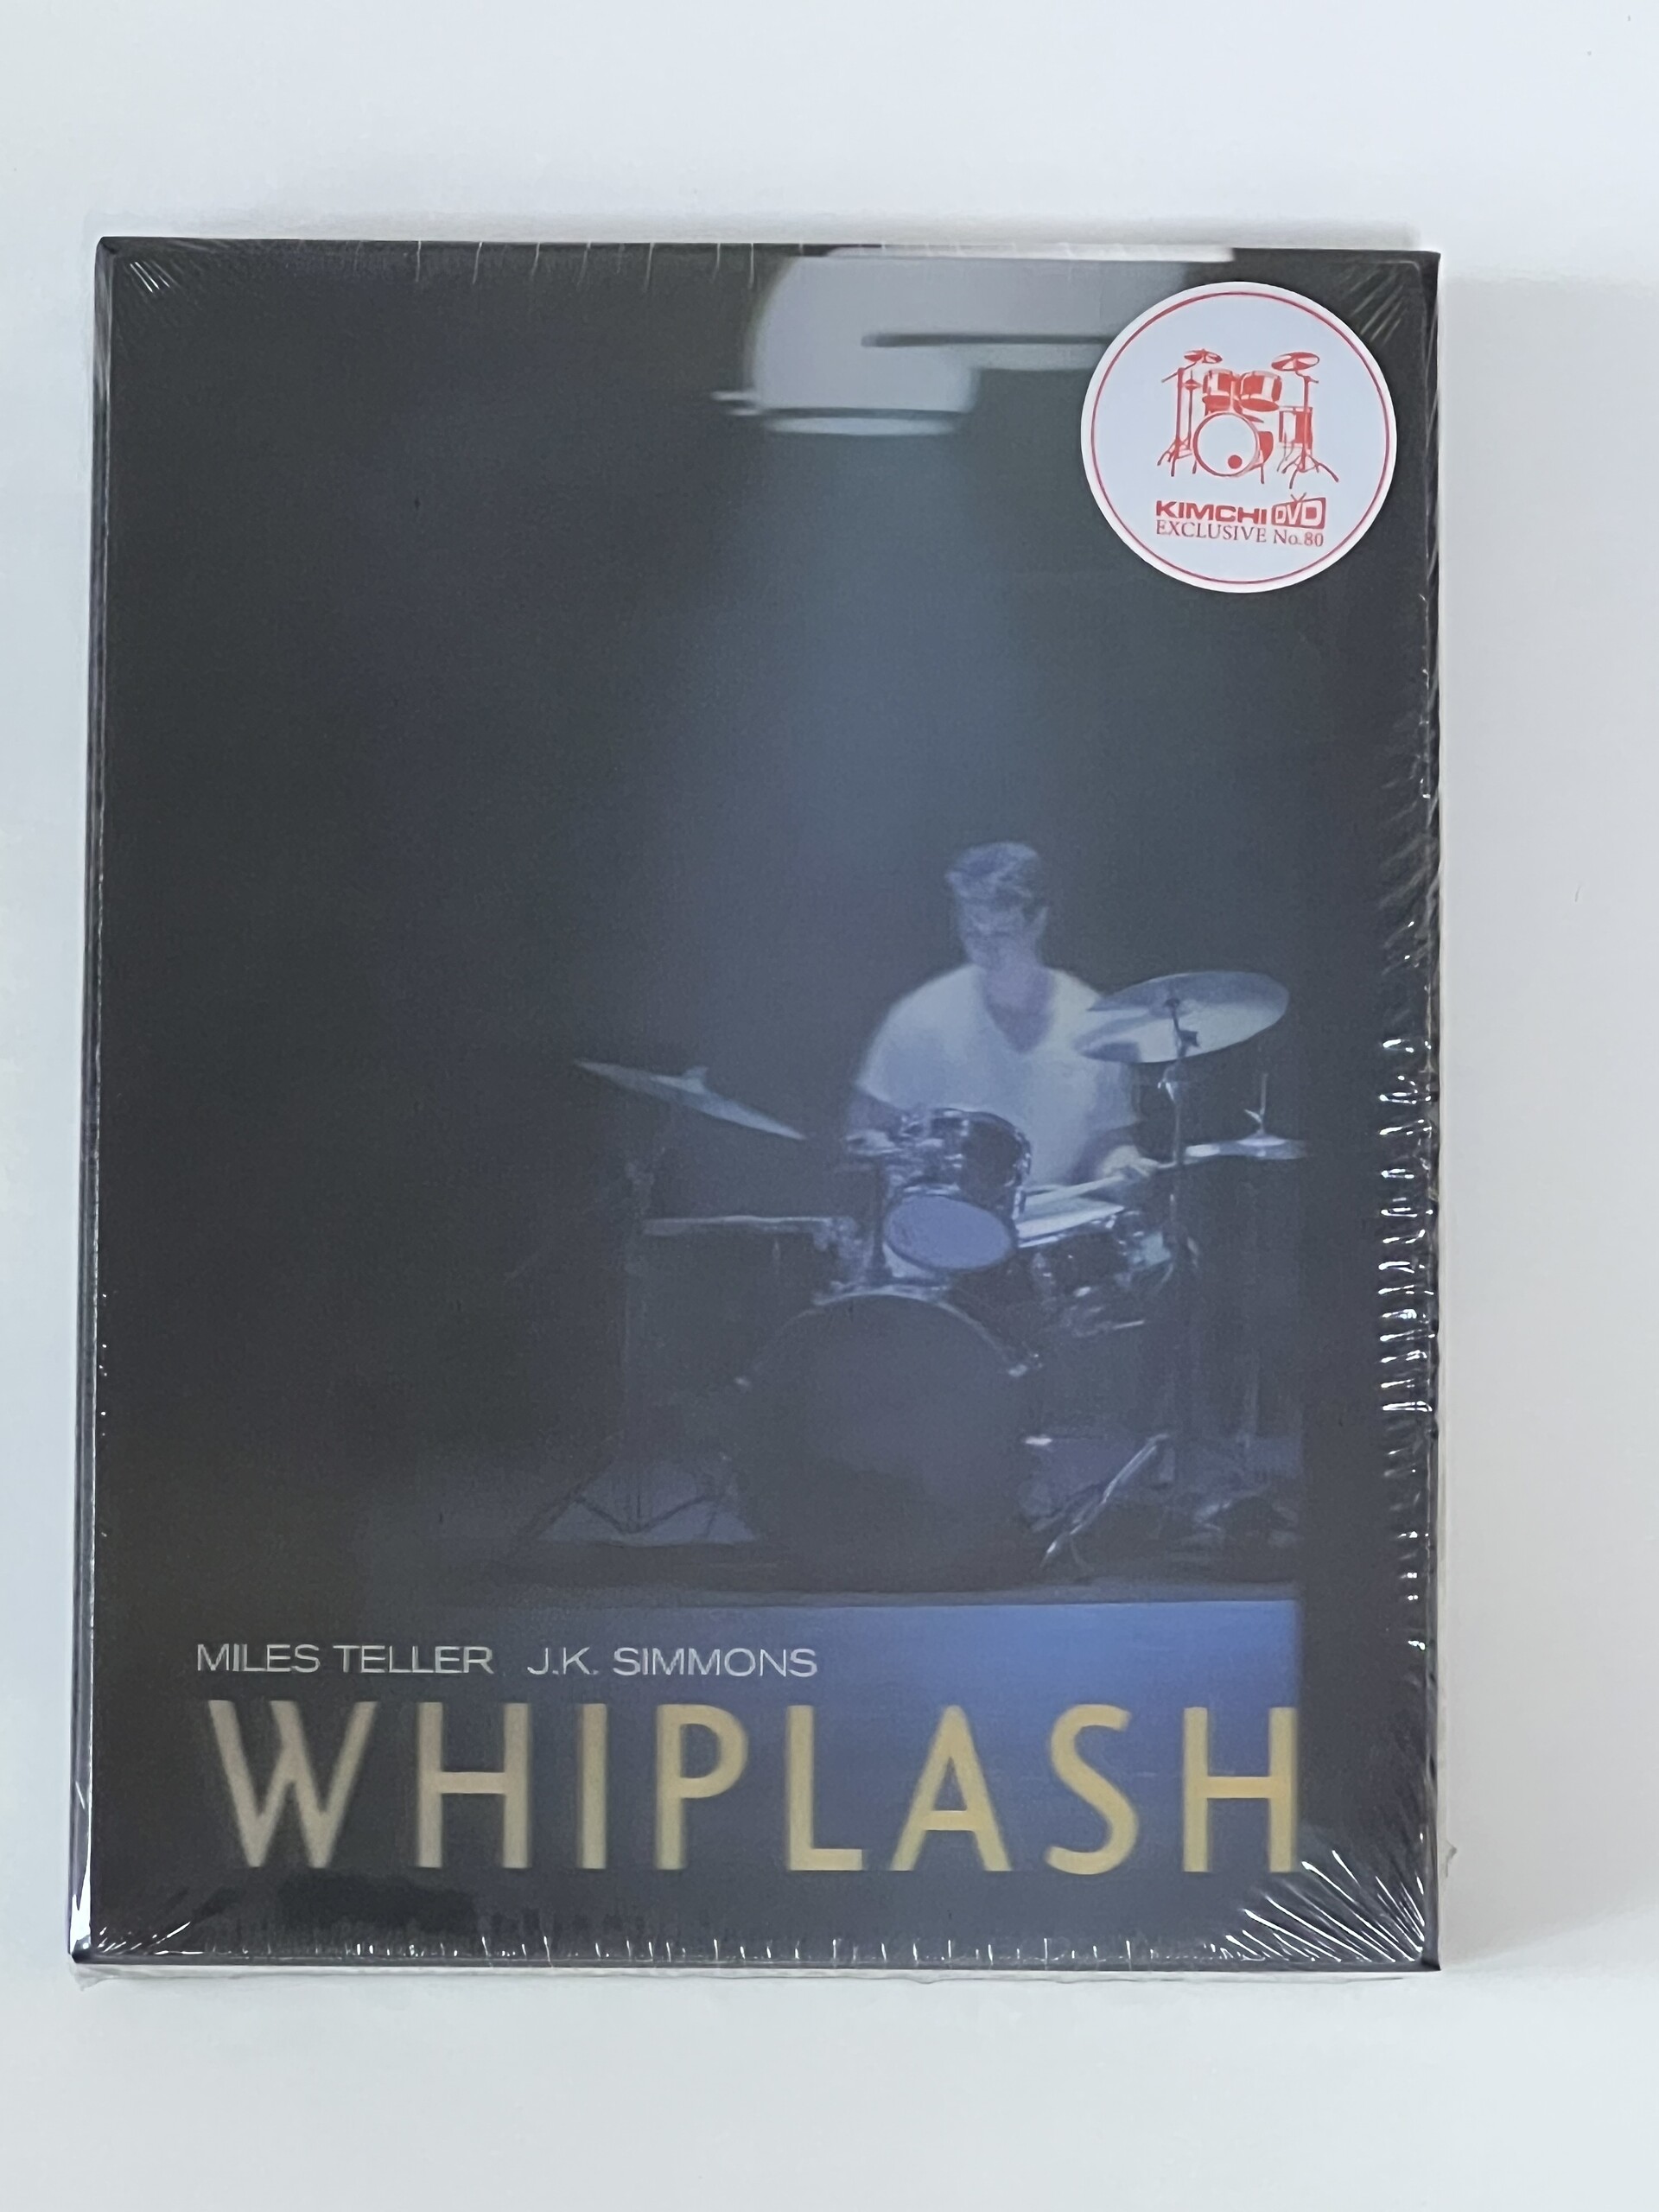 KIMCHI DVD
EXCLUSIVE No.80
MILES TELLER J.K. SIMMONS
WHIPLASH